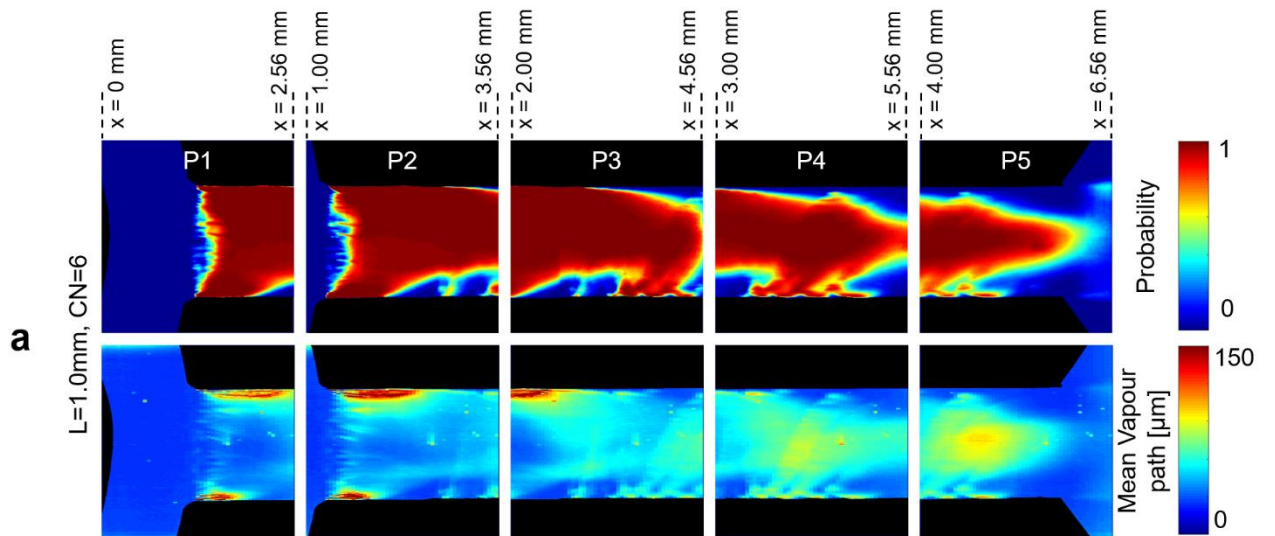 x = 0 mm
x = 2.56 mm
x = 1.00 mm
x = 3.56 mm
x = 2.00 mm
x = 4.56 mm
x = 3.00 mm
x = 5.56 mm
x = 4.00 mm
x = 6.56 mm
P1
P2
P3
P4
P5
1
Probability
0
a
L=1.0mm, CN=6
150
Mean Vapour
path [μm]
0